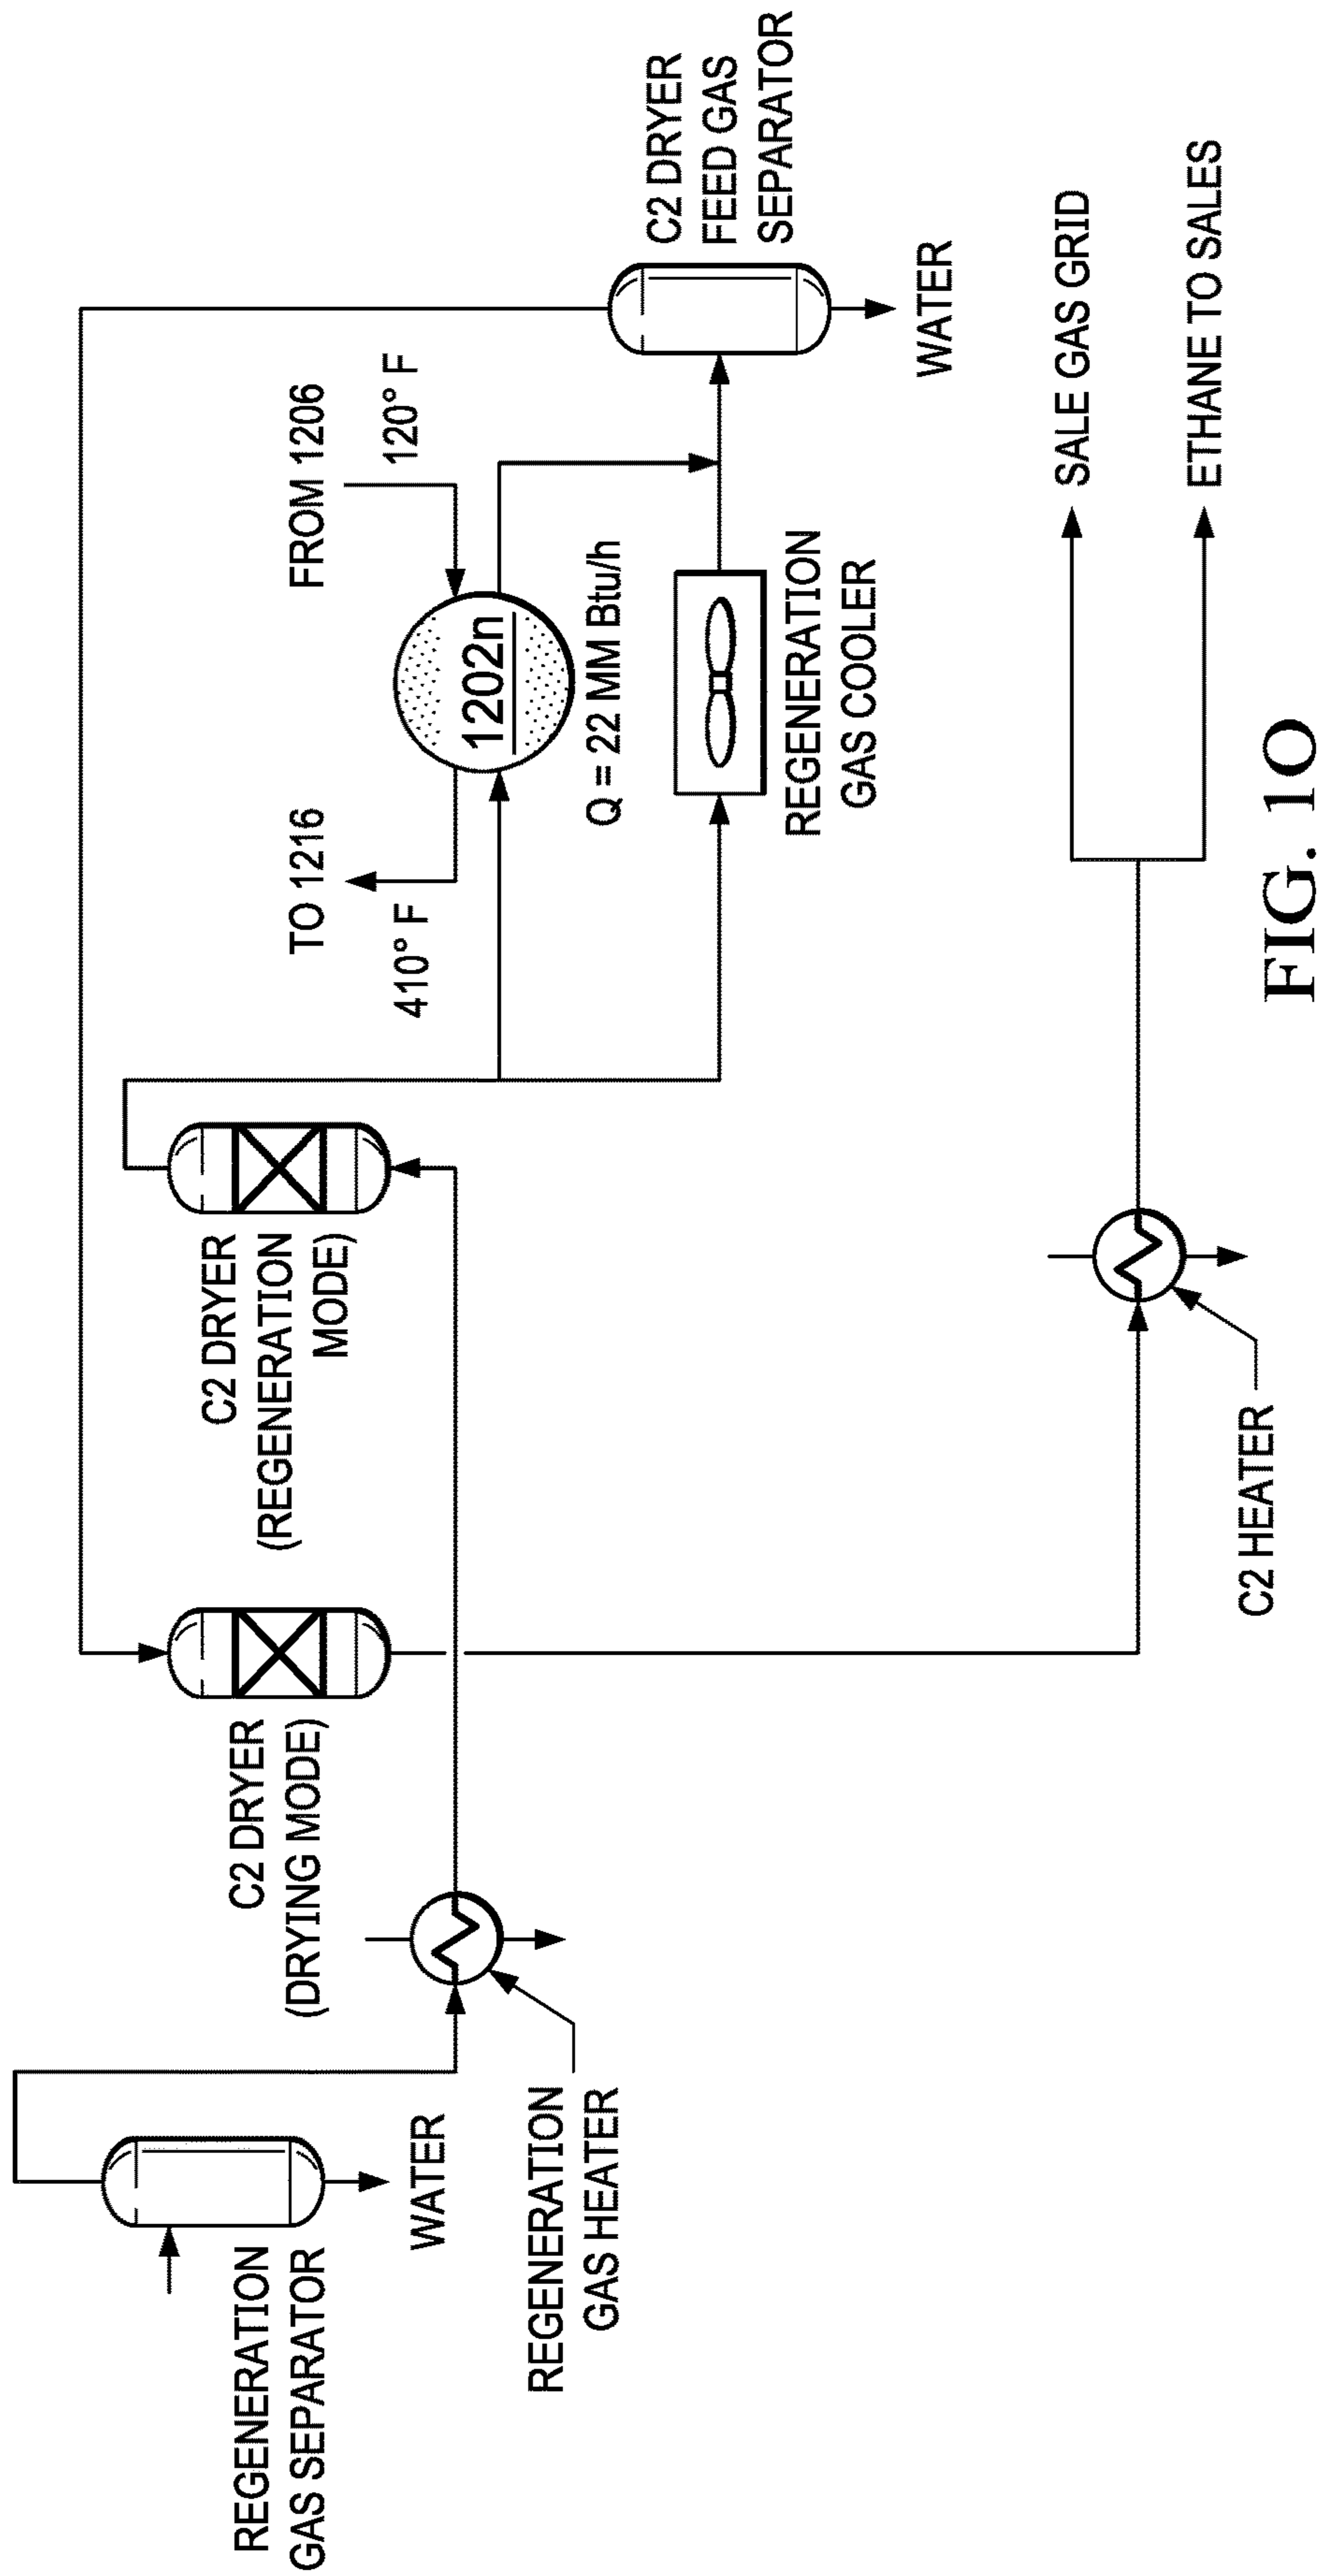 REGENERATION
GAS SEPARATOR
WATER
REGENERATION
GAS HEATER
C2 DRYER
(DRYING MODE)
C2 DRYER
(REGENERATION
MODE)
TO 1216
410° F
FROM 1206
120° F
1202n
Q = 22 MM Btu/h
REGENERATION
GAS COOLER
C2 DRYER
FEED GAS
SEPARATOR
WATER
C2 HEATER
SALE GAS GRID
ETHANE TO SALES
FIG. 1O